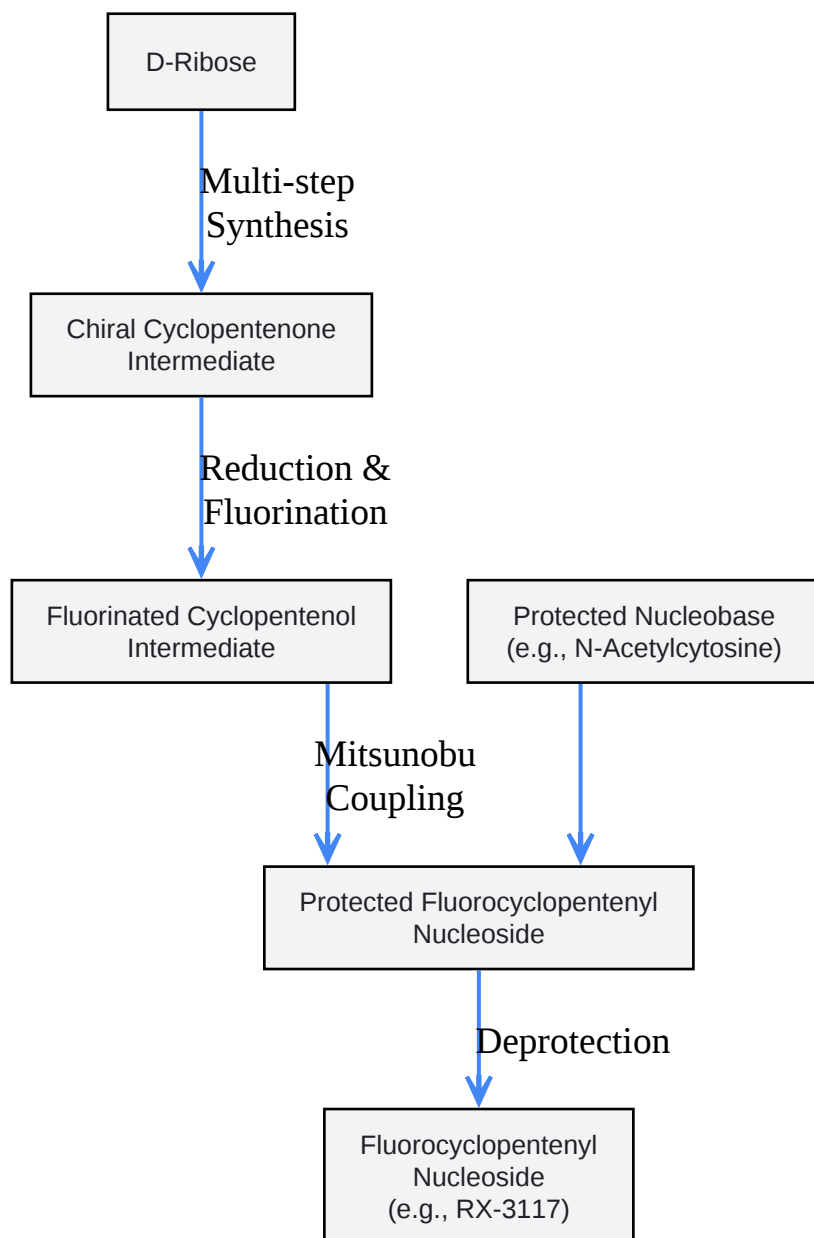 D-Ribose
Multi-step
Synthesis
Chiral Cyclopentenone
Intermediate
Reduction &
Fluorination
Fluorinated Cyclopentenol
Intermediate
Protected Nucleobase
(e.g., N-Acetylcytosine)
Mitsunobu
Coupling
Protected Fluorocyclopentenyl
Nucleoside
Deprotection
Fluorocyclopentenyl
Nucleoside
(e.g., RX-3117)